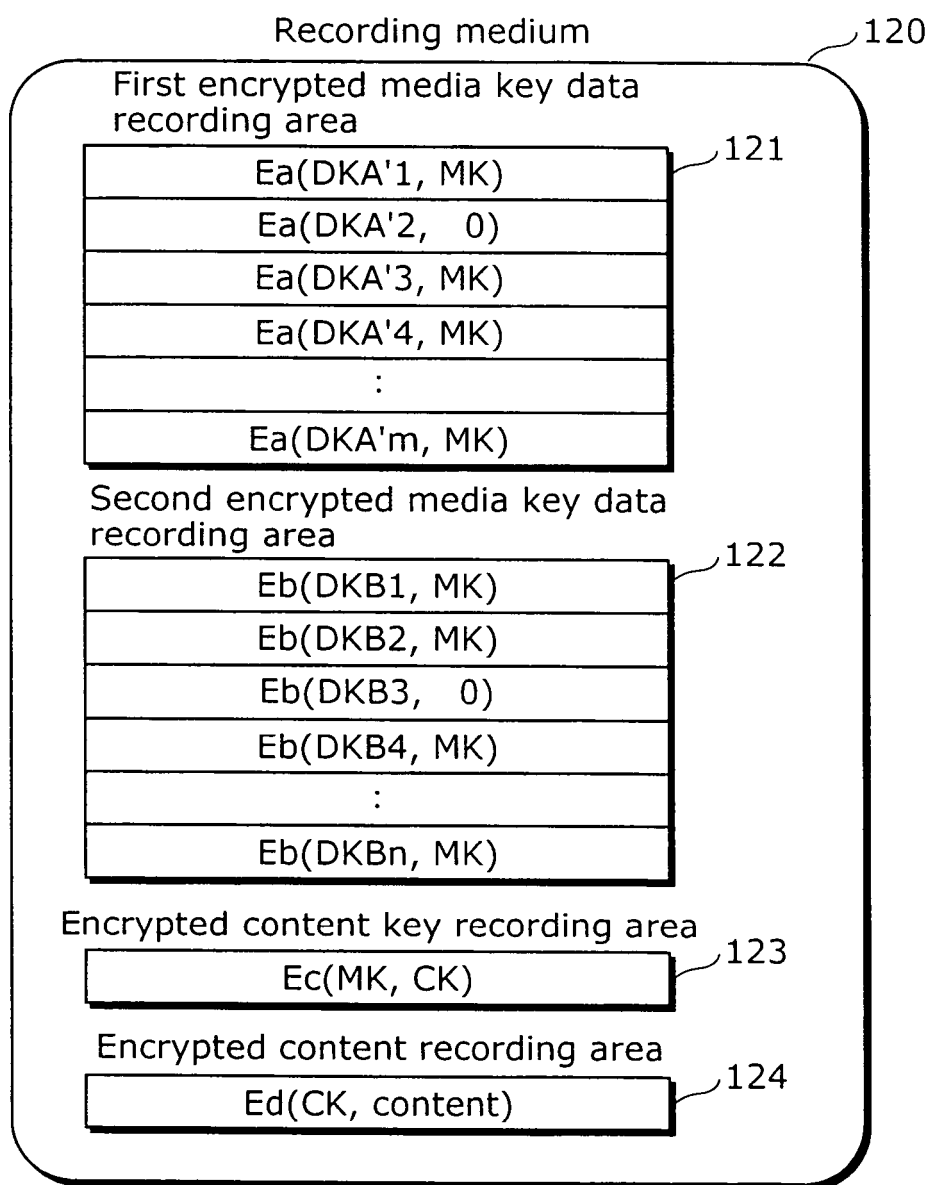 Recording medium
120
First encrypted media key data
recording area
121
Ea(DKA'1, MK)
Ea(DKA'2, 0)
Ea(DKA'3, MK)
Ea(DKA'4, MK)
:
Ea(DKA'm, MK)
Second encrypted media key data
recording area
122
Eb(DKB1, MK)
Eb(DKB2, MK)
Eb(DKB3, 0)
Eb(DKB4, MK)
:
Eb(DKBn, MK)
Encrypted content key recording area
123
Ec(MK, CK)
Encrypted content recording area
124
Ed(CK, content)